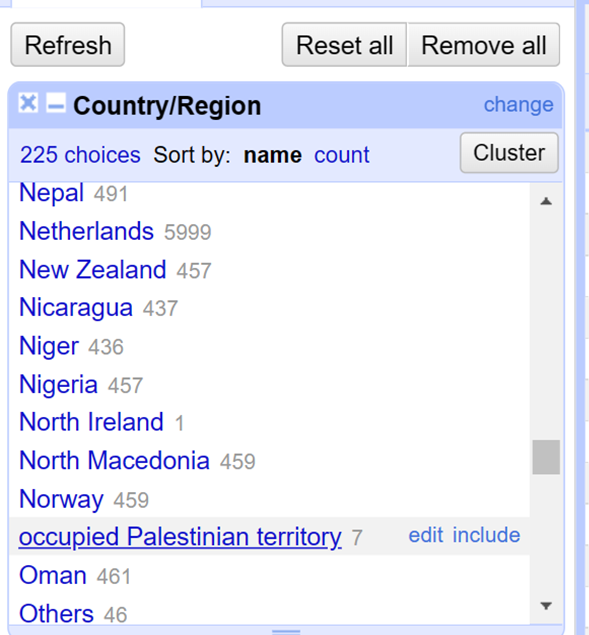 Refresh Reset all Remove all
Country/Region change
225 choices Sort by: name count Cluster
Nepal 491
Netherlands 5999
New Zealand 457
Nicaragua 437
Niger 436
Nigeria 457
North Ireland 1
North Macedonia 459
Norway 459
occupied Palestinian territory 7 edit include
Oman 461
Others 46